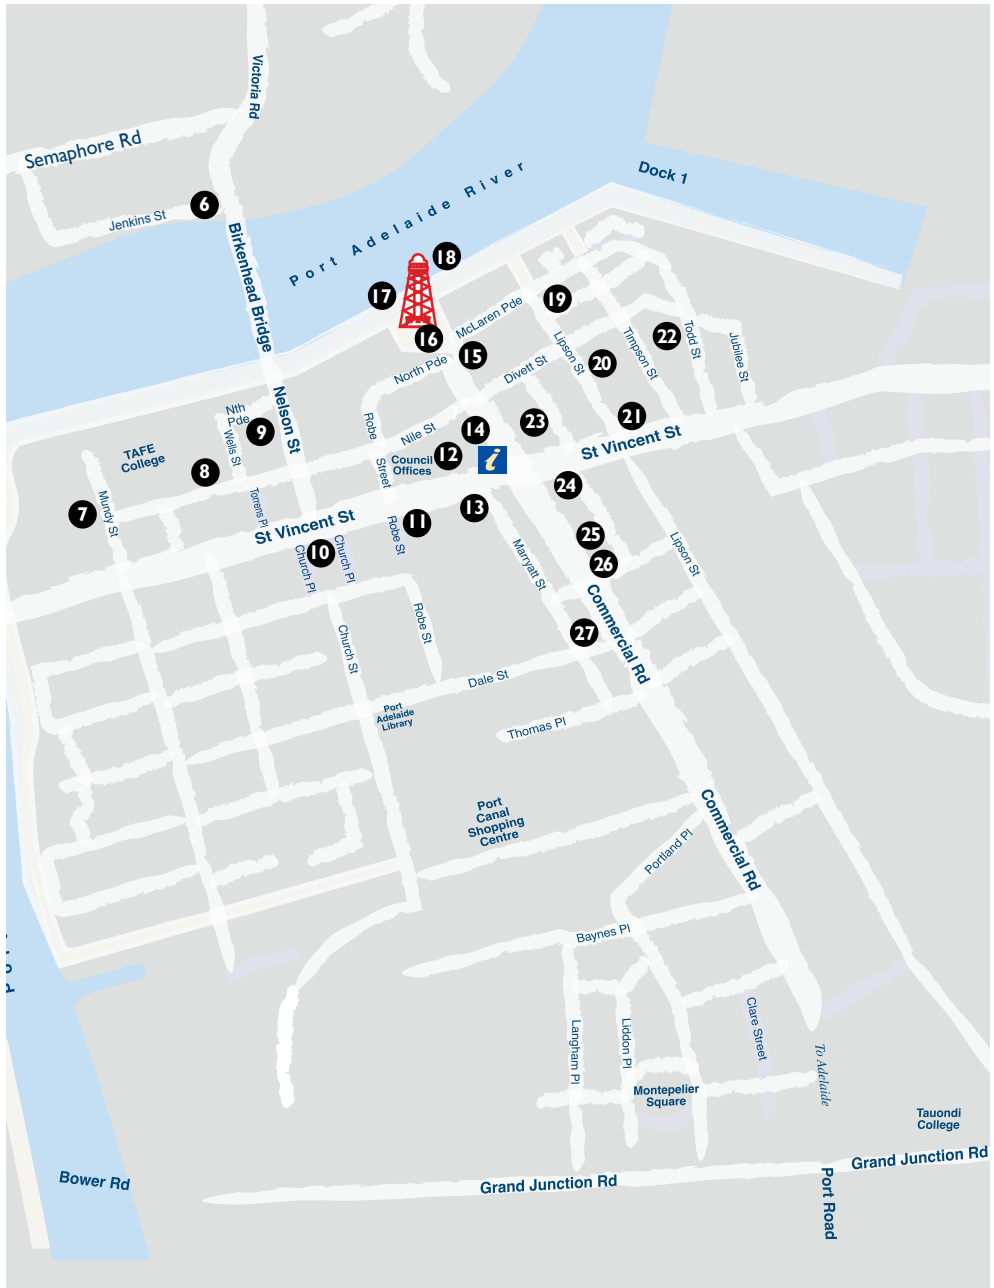 Victoria Rd
Semaphore Rd
Dock 1
Port Adelaide River
6
Jenkins St
Birkenhead Bridge
18
17
19
McLaren Pde
16
15
22
Lipson St
Timpson St
Todd St
Jubilee St
20
North Pde
Divett St
Nelson St
Nth
Pde
9
Wells St
Robe
Street
Nile St
14
23
21
St Vincent St
TAFE
College
8
Council
Offices
12
i
24
7
Mundy St
Torrens Pl
St Vincent St
11
13
Robe St
25
26
10
Church Pl
Church Pl
Marryatt St
Lipson St
Robe St
Church St
27
Commercial Rd
Dale St
Port
Adelaide
Library
Thomas Pl
Port
Canal
Shopping
Centre
Commercial Rd
Portland Pl
Baynes Pl
Langham Pl
Liddon Pl
Clare Street
To Adelaide
Montepelier
Square
Tauondi
College
Bower Rd
Grand Junction Rd
Grand Junction Rd
Port Road